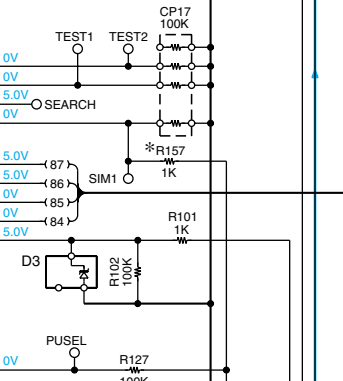 CP17
100K
TEST1 TEST2
0V
0V
5.0V SEARCH
0V
*R157
1K
5.0V 87
5.0V 86
SIM1
0V 85
0V 84
5.0V
R101
1K
D3
R102
100K
PUSEL
0V
R127
100K